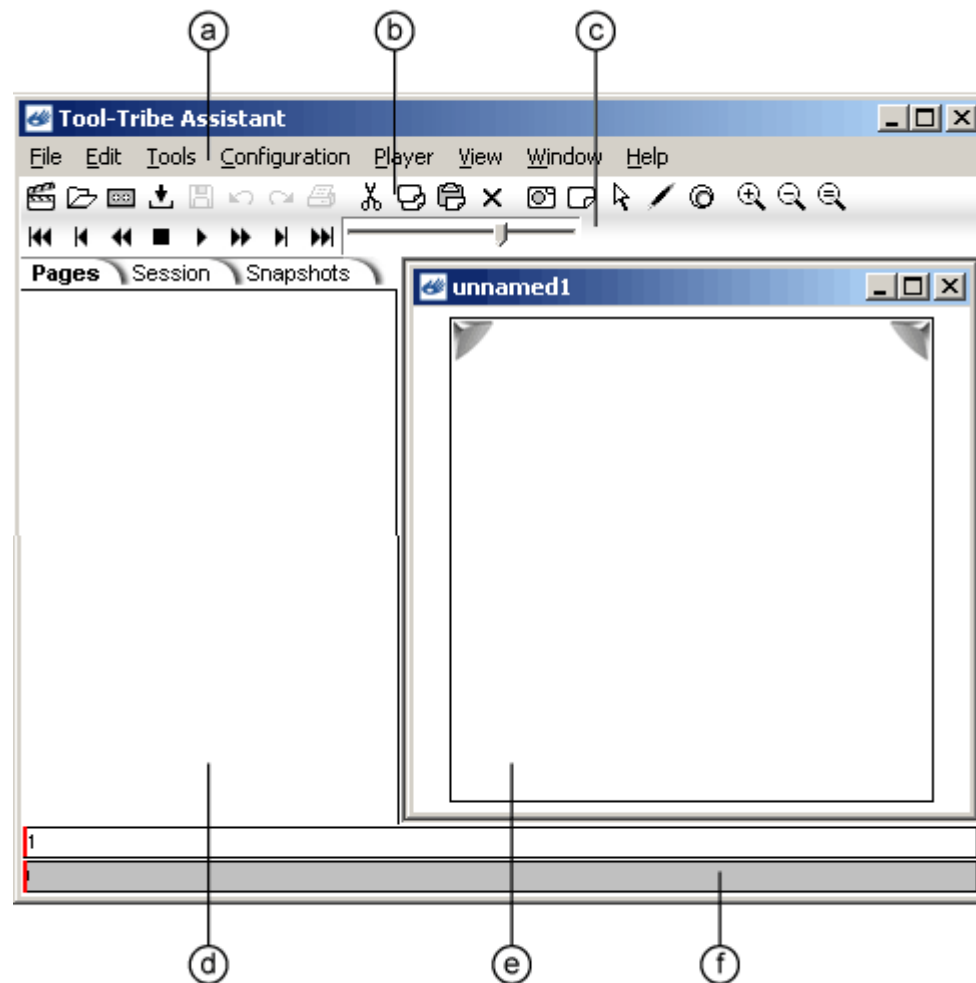 a b c
Tool-Tribe Assistant
File Edit Tools Configuration Player View Window Help
Pages Session Snapshots
unnamed1
1
d e f